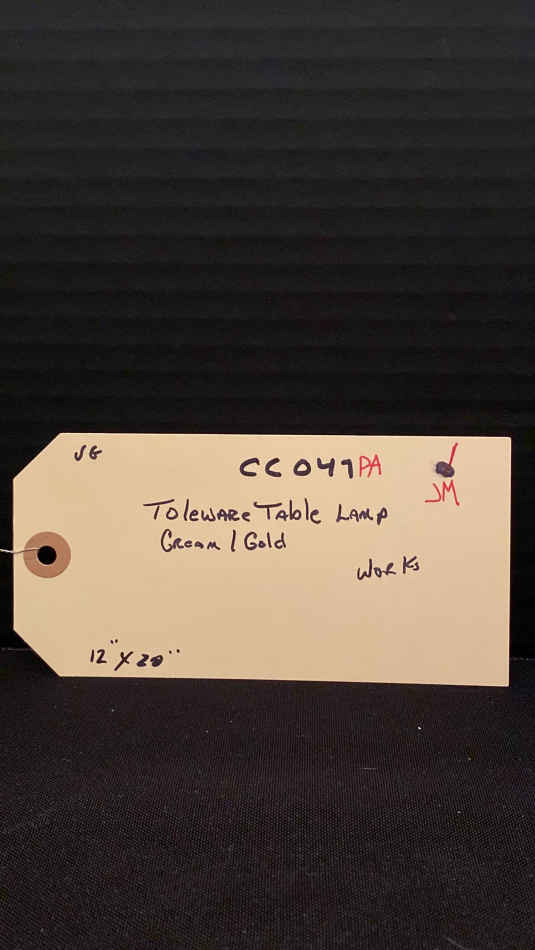 JG
CC047PA
JM
Toleware Table Lamp
Cream / Gold
Works
12" X 20"